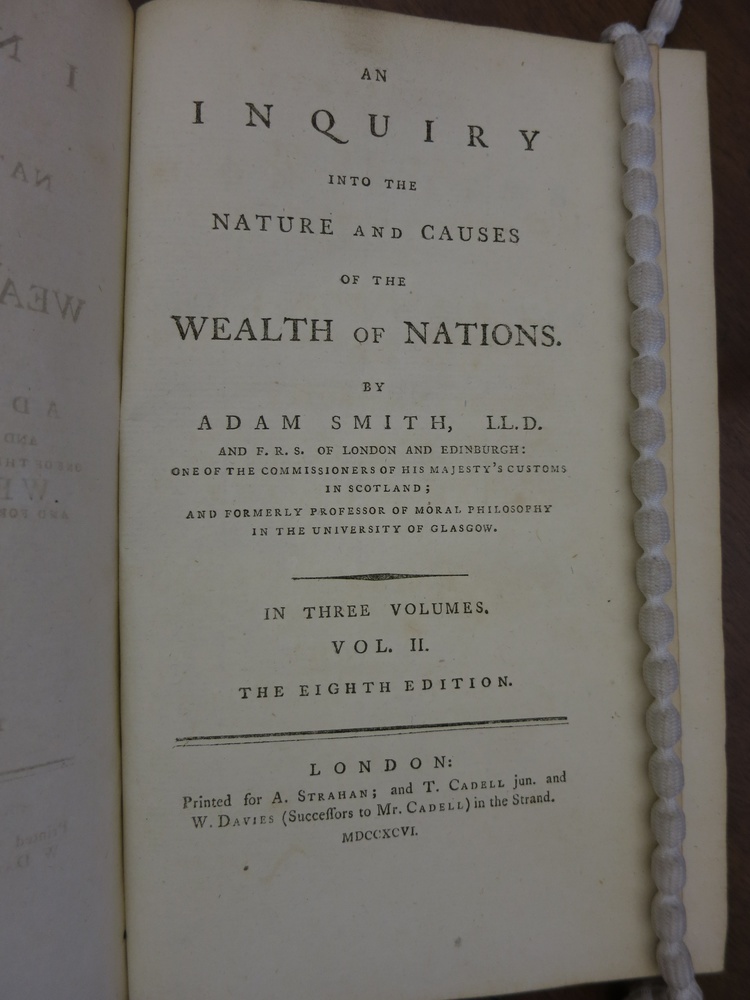 AN
INQUIRY
INTO THE
NATURE AND CAUSES
OF THE
WEALTH OF NATIONS.
BY
ADAM SMITH, LL.D.
AND F. R. S. OF LONDON AND EDINBURGH:
ONE OF THE COMMISSIONERS OF HIS MAJESTY'S CUSTOMS
IN SCOTLAND;
AND FORMERLY PROFESSOR OF MORAL PHILOSOPHY
IN THE UNIVERSITY OF GLASGOW.
IN THREE VOLUMES.
VOL. II.
THE EIGHTH EDITION.
LONDON:
Printed for A. STRAHAN; and T. CADELL jun. and
W. DAVIES (Succeſſors to Mr. CADELL) in the Strand.
MDCCXCVI.